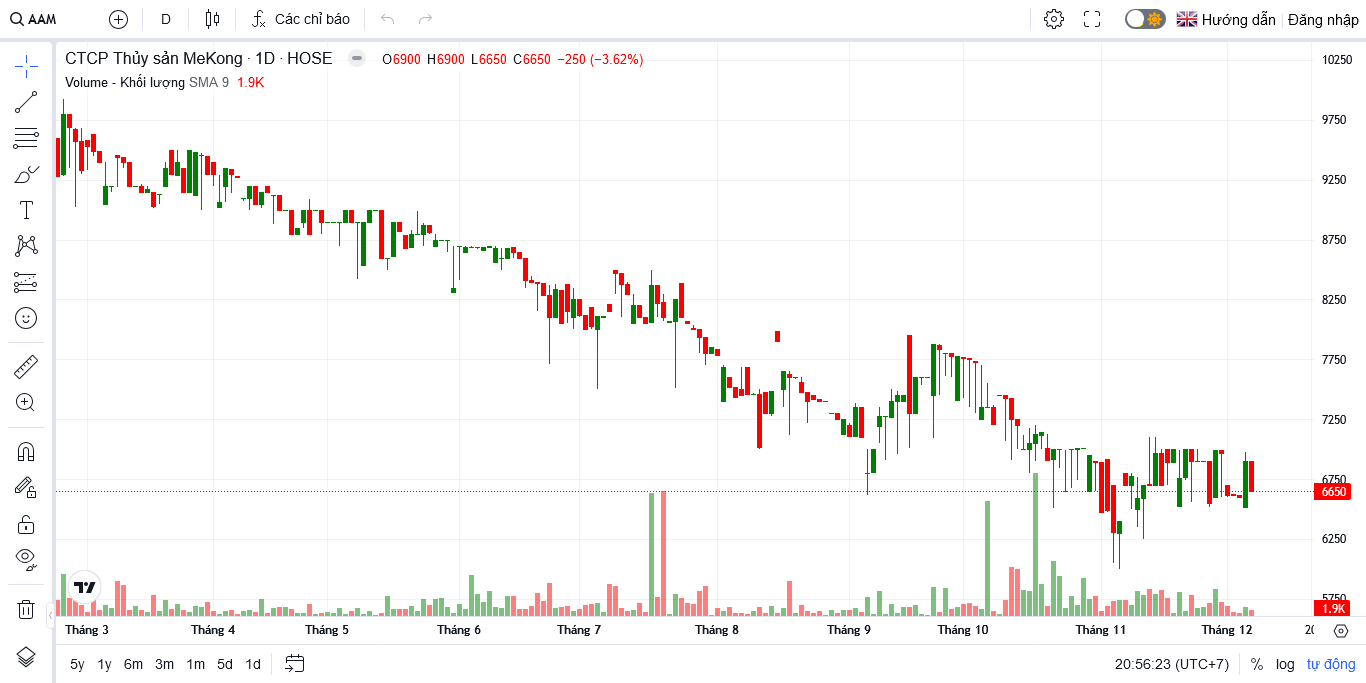 AAM D Các chỉ báo Hướng dẫn Đăng nhập
CTCP Thủy sản MeKong · 1D · HOSE O6900 H6900 L6650 C6650 −250 (−3.62%)
Volume - Khối lượng SMA 9 1.9K
10250
9750
9250
8750
8250
7750
7250
6750
6650
6250
5750
1.9K
Tháng 3 Tháng 4 Tháng 5 Tháng 6 Tháng 7 Tháng 8 Tháng 9 Tháng 10 Tháng 11 Tháng 12
5y 1y 6m 3m 1m 5d 1d 20:56:23 (UTC+7) % log tự động